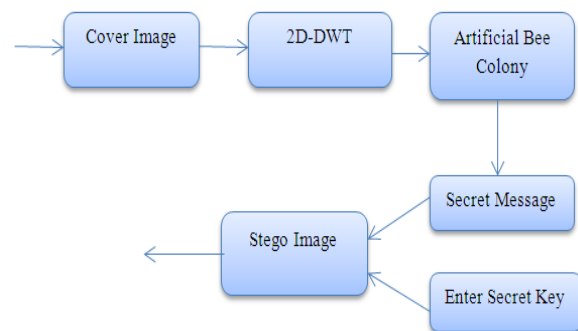 Cover Image
2D-DWT
Artificial Bee
Colony
Secret Message
Stego Image
Enter Secret Key